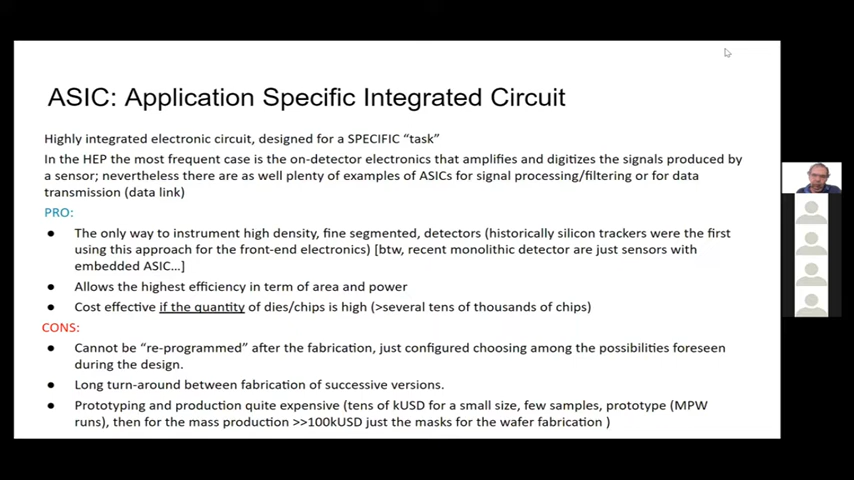 ASIC: Application Specific Integrated Circuit
Highly integrated electronic circuit, designed for a SPECIFIC “task”
In the HEP the most frequent case is the on-detector electronics that amplifies and digitizes the signals produced by
a sensor; nevertheless there are as well plenty of examples of ASICs for signal processing/filtering or for data
transmission (data link)
PRO:
● The only way to instrument high density, fine segmented, detectors (historically silicon trackers were the first
using this approach for the front-end electronics) [btw, recent monolithic detector are just sensors with
embedded ASIC...]
● Allows the highest efficiency in term of area and power
● Cost effective if the quantity of dies/chips is high (>several tens of thousands of chips)
CONS:
● Cannot be “re-programmed” after the fabrication, just configured choosing among the possibilities foreseen
during the design.
● Long turn-around between fabrication of successive versions.
● Prototyping and production quite expensive (tens of kUSD for a small size, few samples, prototype (MPW
runs), then for the mass production >>100kUSD just the masks for the wafer fabrication )